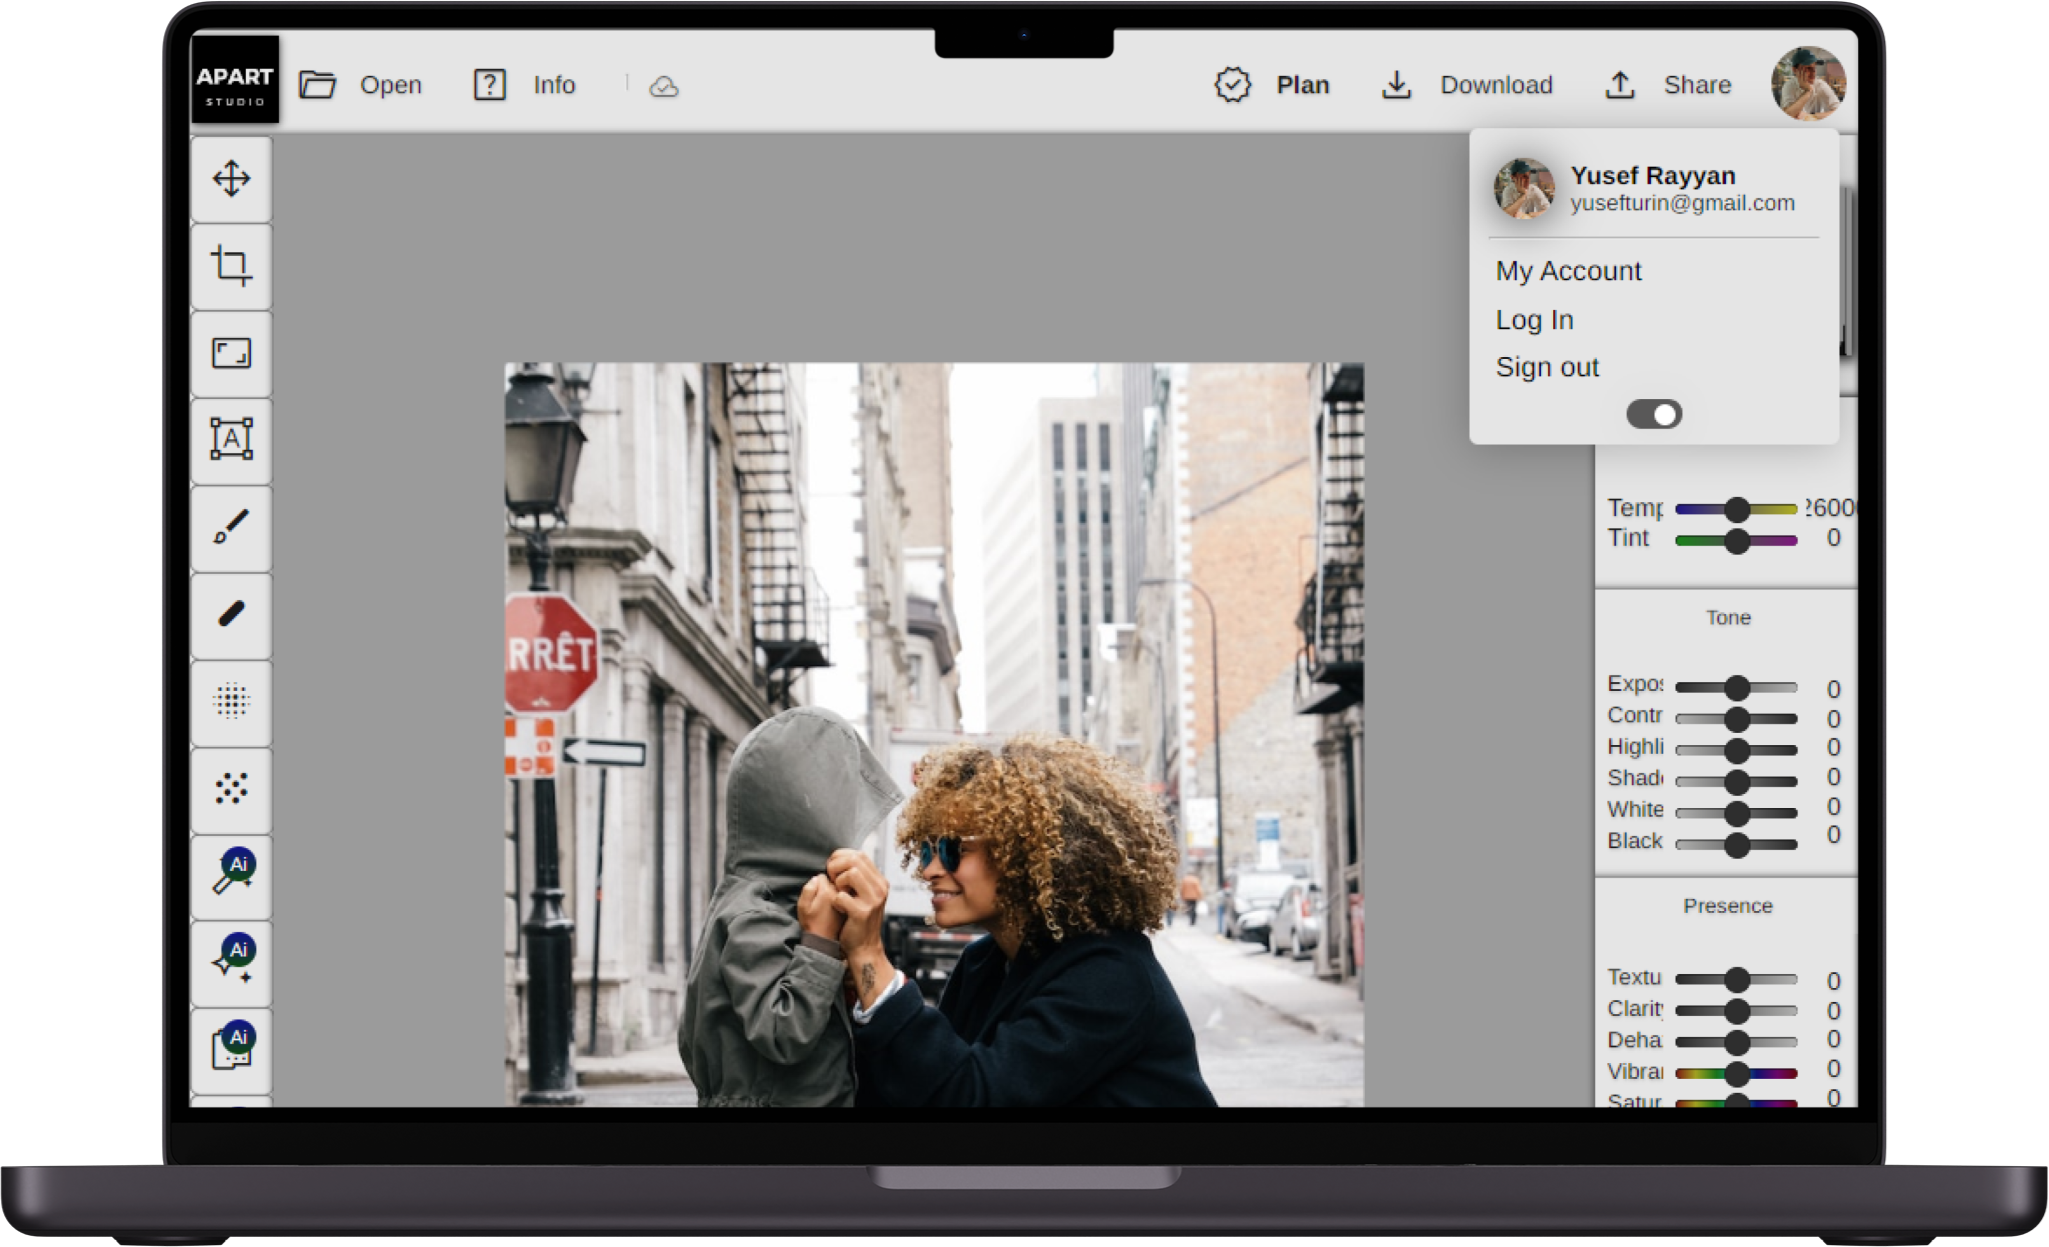 APART
STUDIO
Open
Info
Plan
Download
Share
Yusef Rayyan
yusefturin@gmail.com
My Account
Log In
Sign out
Temp
2600
Tint
0
Tone
Expos
0
Contr
0
Highli
0
Shad
0
White
0
Black
0
Presence
Textu
0
Clarit
0
Deha
0
Vibrar
0
Satur
0
A
Ai
Ai
Ai
RRÊT